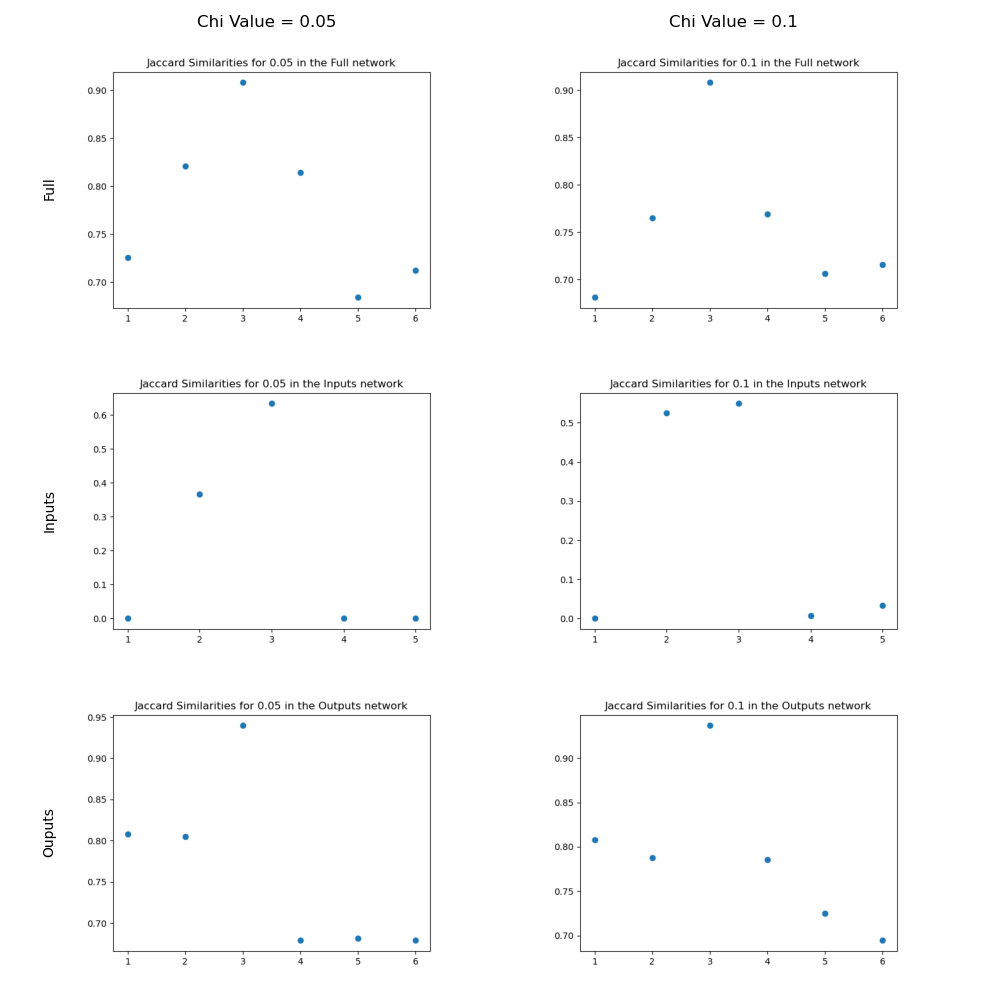 Chi Value = 0.05
Chi Value = 0.1
Full
Jaccard Similarities for 0.05 in the Full network
0.90
0.85
0.80
0.75
0.70
1 2 3 4 5 6
Jaccard Similarities for 0.1 in the Full network
0.90
0.85
0.80
0.75
0.70
1 2 3 4 5 6
Inputs
Jaccard Similarities for 0.05 in the Inputs network
0.6
0.5
0.4
0.3
0.2
0.1
0.0
1 2 3 4 5
Jaccard Similarities for 0.1 in the Inputs network
0.5
0.4
0.3
0.2
0.1
0.0
1 2 3 4 5
Ouputs
Jaccard Similarities for 0.05 in the Outputs network
0.95
0.90
0.85
0.80
0.75
0.70
1 2 3 4 5 6
Jaccard Similarities for 0.1 in the Outputs network
0.90
0.85
0.80
0.75
0.70
1 2 3 4 5 6